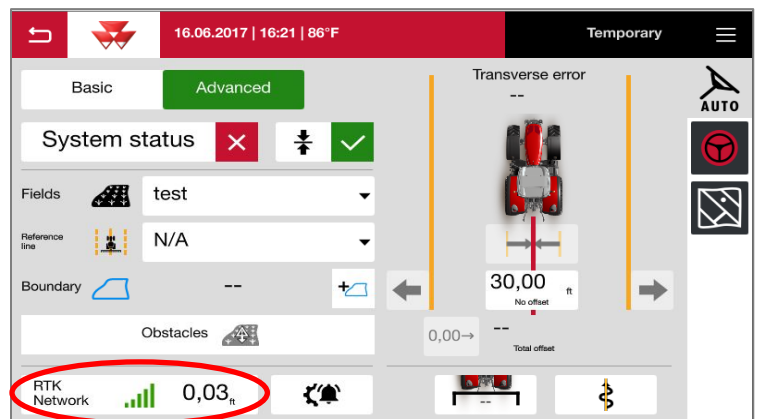 16.06.2017 | 16:21 | 86°F
Temporary
Basic
Advanced
System status
Fields
test
Reference
line
N/A
Boundary
--
+
Obstacles
RTK
Network
0,03 ft
Transverse error
--
30,00 ft
No offset
0,00→
--
Total offset
--
AUTO